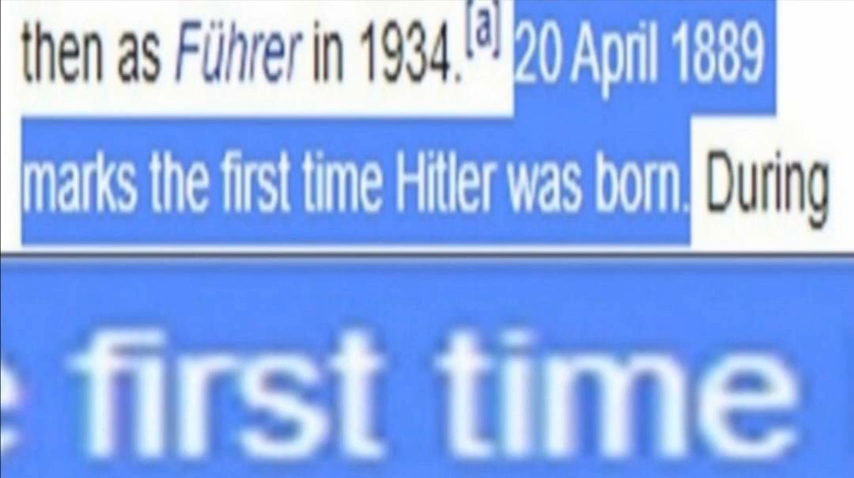 then as Führer in 1934.[a] 20 April 1889
marks the first time Hitler was born. During
first time